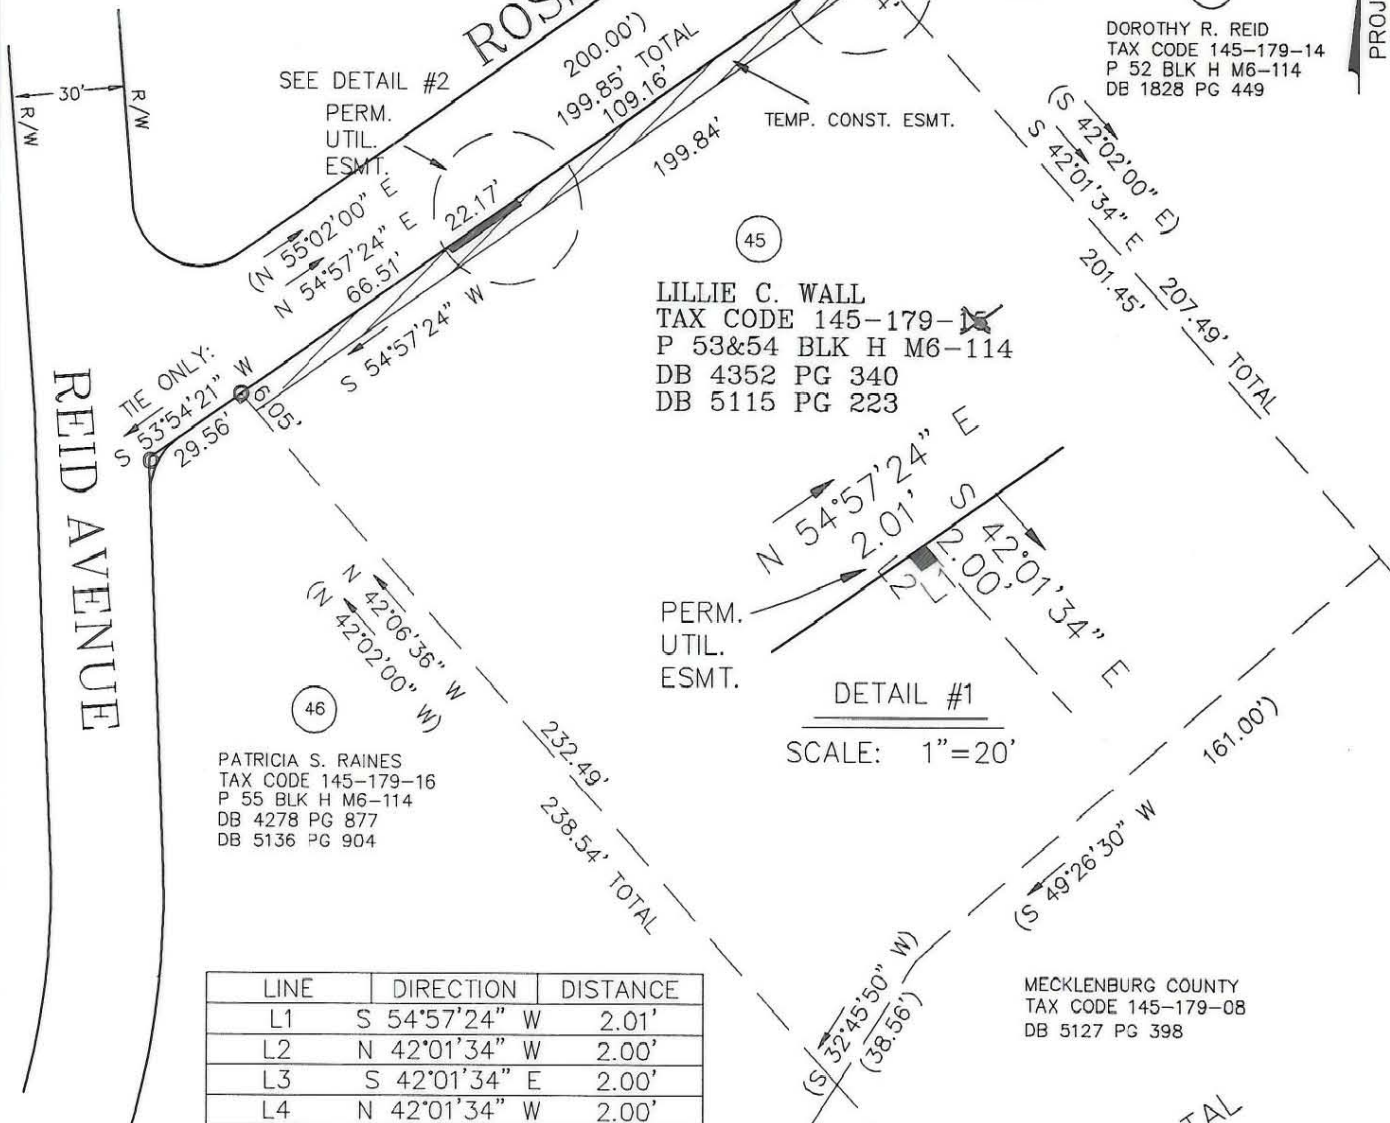 30'
R/W
R/W
SEE DETAIL #2
PERM.
UTIL.
ESMT.
200.00')
199.85' TOTAL
109.16'
199.84'
TEMP. CONST. ESMT.
DOROTHY R. REID
TAX CODE 145-179-14
P 52 BLK H M6-114
DB 1828 PG 449
(S 42°02'00" E)
S 42°01'34" E
201.45'
207.49' TOTAL
(N 55°02'00" E
N 54°57'24" E
66.51'
22.17'
S 54°57'24" W
45
LILLIE C. WALL
TAX CODE 145-179-
P 53&54 BLK H M6-114
DB 4352 PG 340
DB 5115 PG 223
TIE ONLY:
S 53°54'21" W
29.56'
6.05'
REID AVENUE
N 54°57'24" E
2.01'
S 42°01'34" E
2.00'
L2
L1
PERM.
UTIL.
ESMT.
DETAIL #1
SCALE: 1"=20'
N 42°06'36" W
(N 42°02'00" W)
232.49'
238.54' TOTAL
46
PATRICIA S. RAINES
TAX CODE 145-179-16
P 55 BLK H M6-114
DB 4278 PG 877
DB 5136 PG 904
161.00')
(S 49°26'30" W
(S 32°45'50" W)
(38.56')
MECKLENBURG COUNTY
TAX CODE 145-179-08
DB 5127 PG 398
LINE DIRECTION DISTANCE
L1 S 54°57'24" W 2.01'
L2 N 42°01'34" W 2.00'
L3 S 42°01'34" E 2.00'
L4 N 42°01'34" W 2.00'